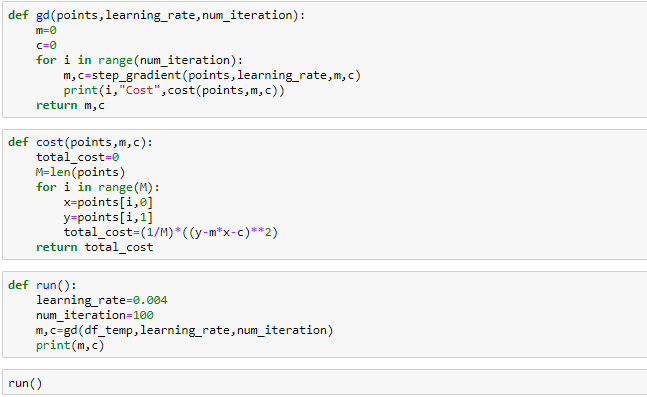 def gd(points,learning_rate,num_iteration):
    m=0
    c=0
    for i in range(num_iteration):
        m,c=step_gradient(points,learning_rate,m,c)
        print(i,"Cost",cost(points,m,c))
    return m,c
def cost(points,m,c):
    total_cost=0
    M=len(points)
    for i in range(M):
        x=points[i,0]
        y=points[i,1]
        total_cost=(1/M)*((y-m*x-c)**2)
    return total_cost
def run():
    learning_rate=0.004
    num_iteration=100
    m,c=gd(df_temp,learning_rate,num_iteration)
    print(m,c)
run()